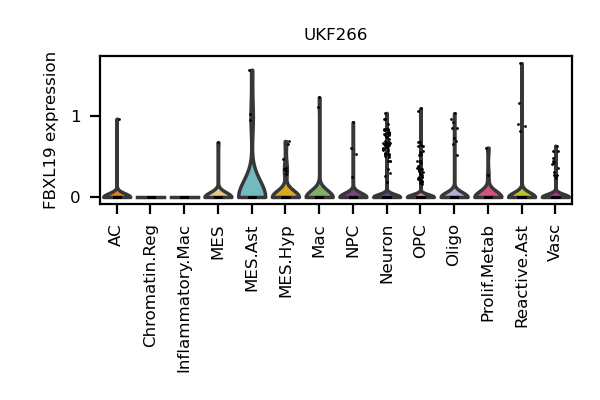 UKF266
FBXL19 expression
1
0
AC
Chromatin.Reg
Inflammatory.Mac
MES
MES.Ast
MES.Hyp
Mac
NPC
Neuron
OPC
Oligo
Prolif.Metab
Reactive.Ast
Vasc